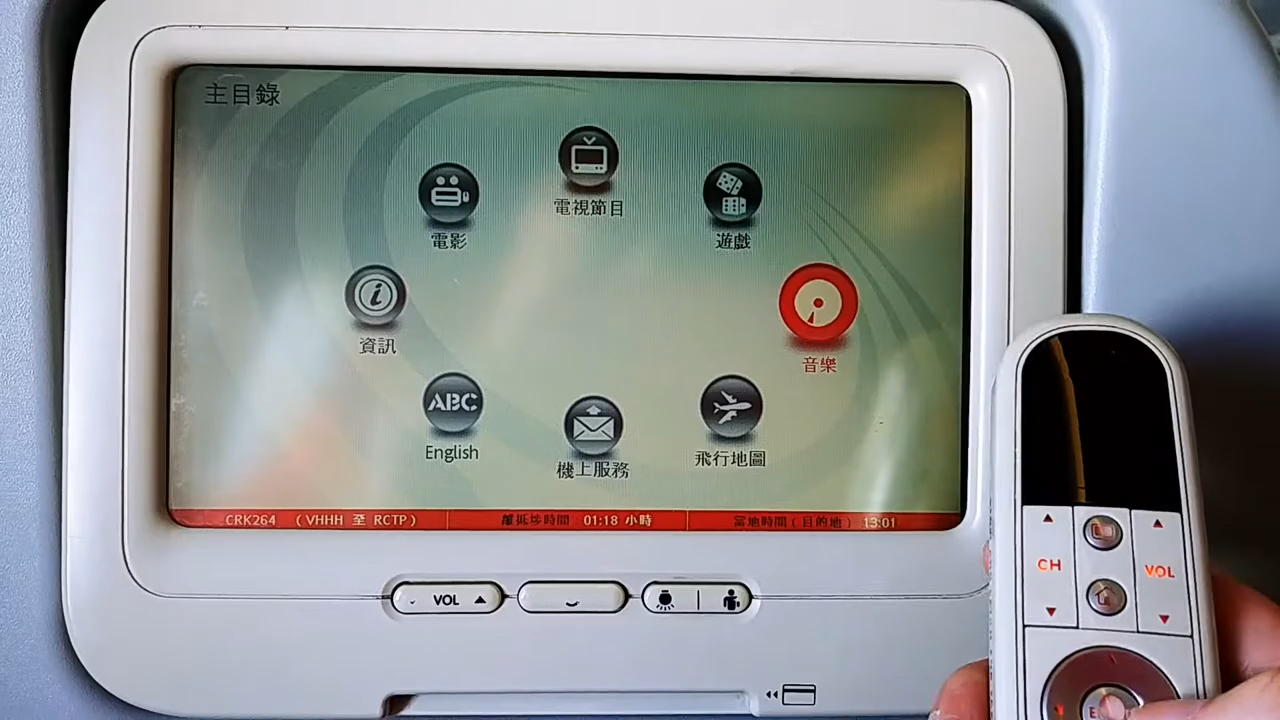 主目錄
電視節目
電影
遊戲
資訊
音樂
ABC
English
機上服務
飛行地圖
CRK264 （VHHH 至 RCTP） 離抵埗時間 01:18 小時 當地時間（目的地） 13:01
VOL
CH
VOL